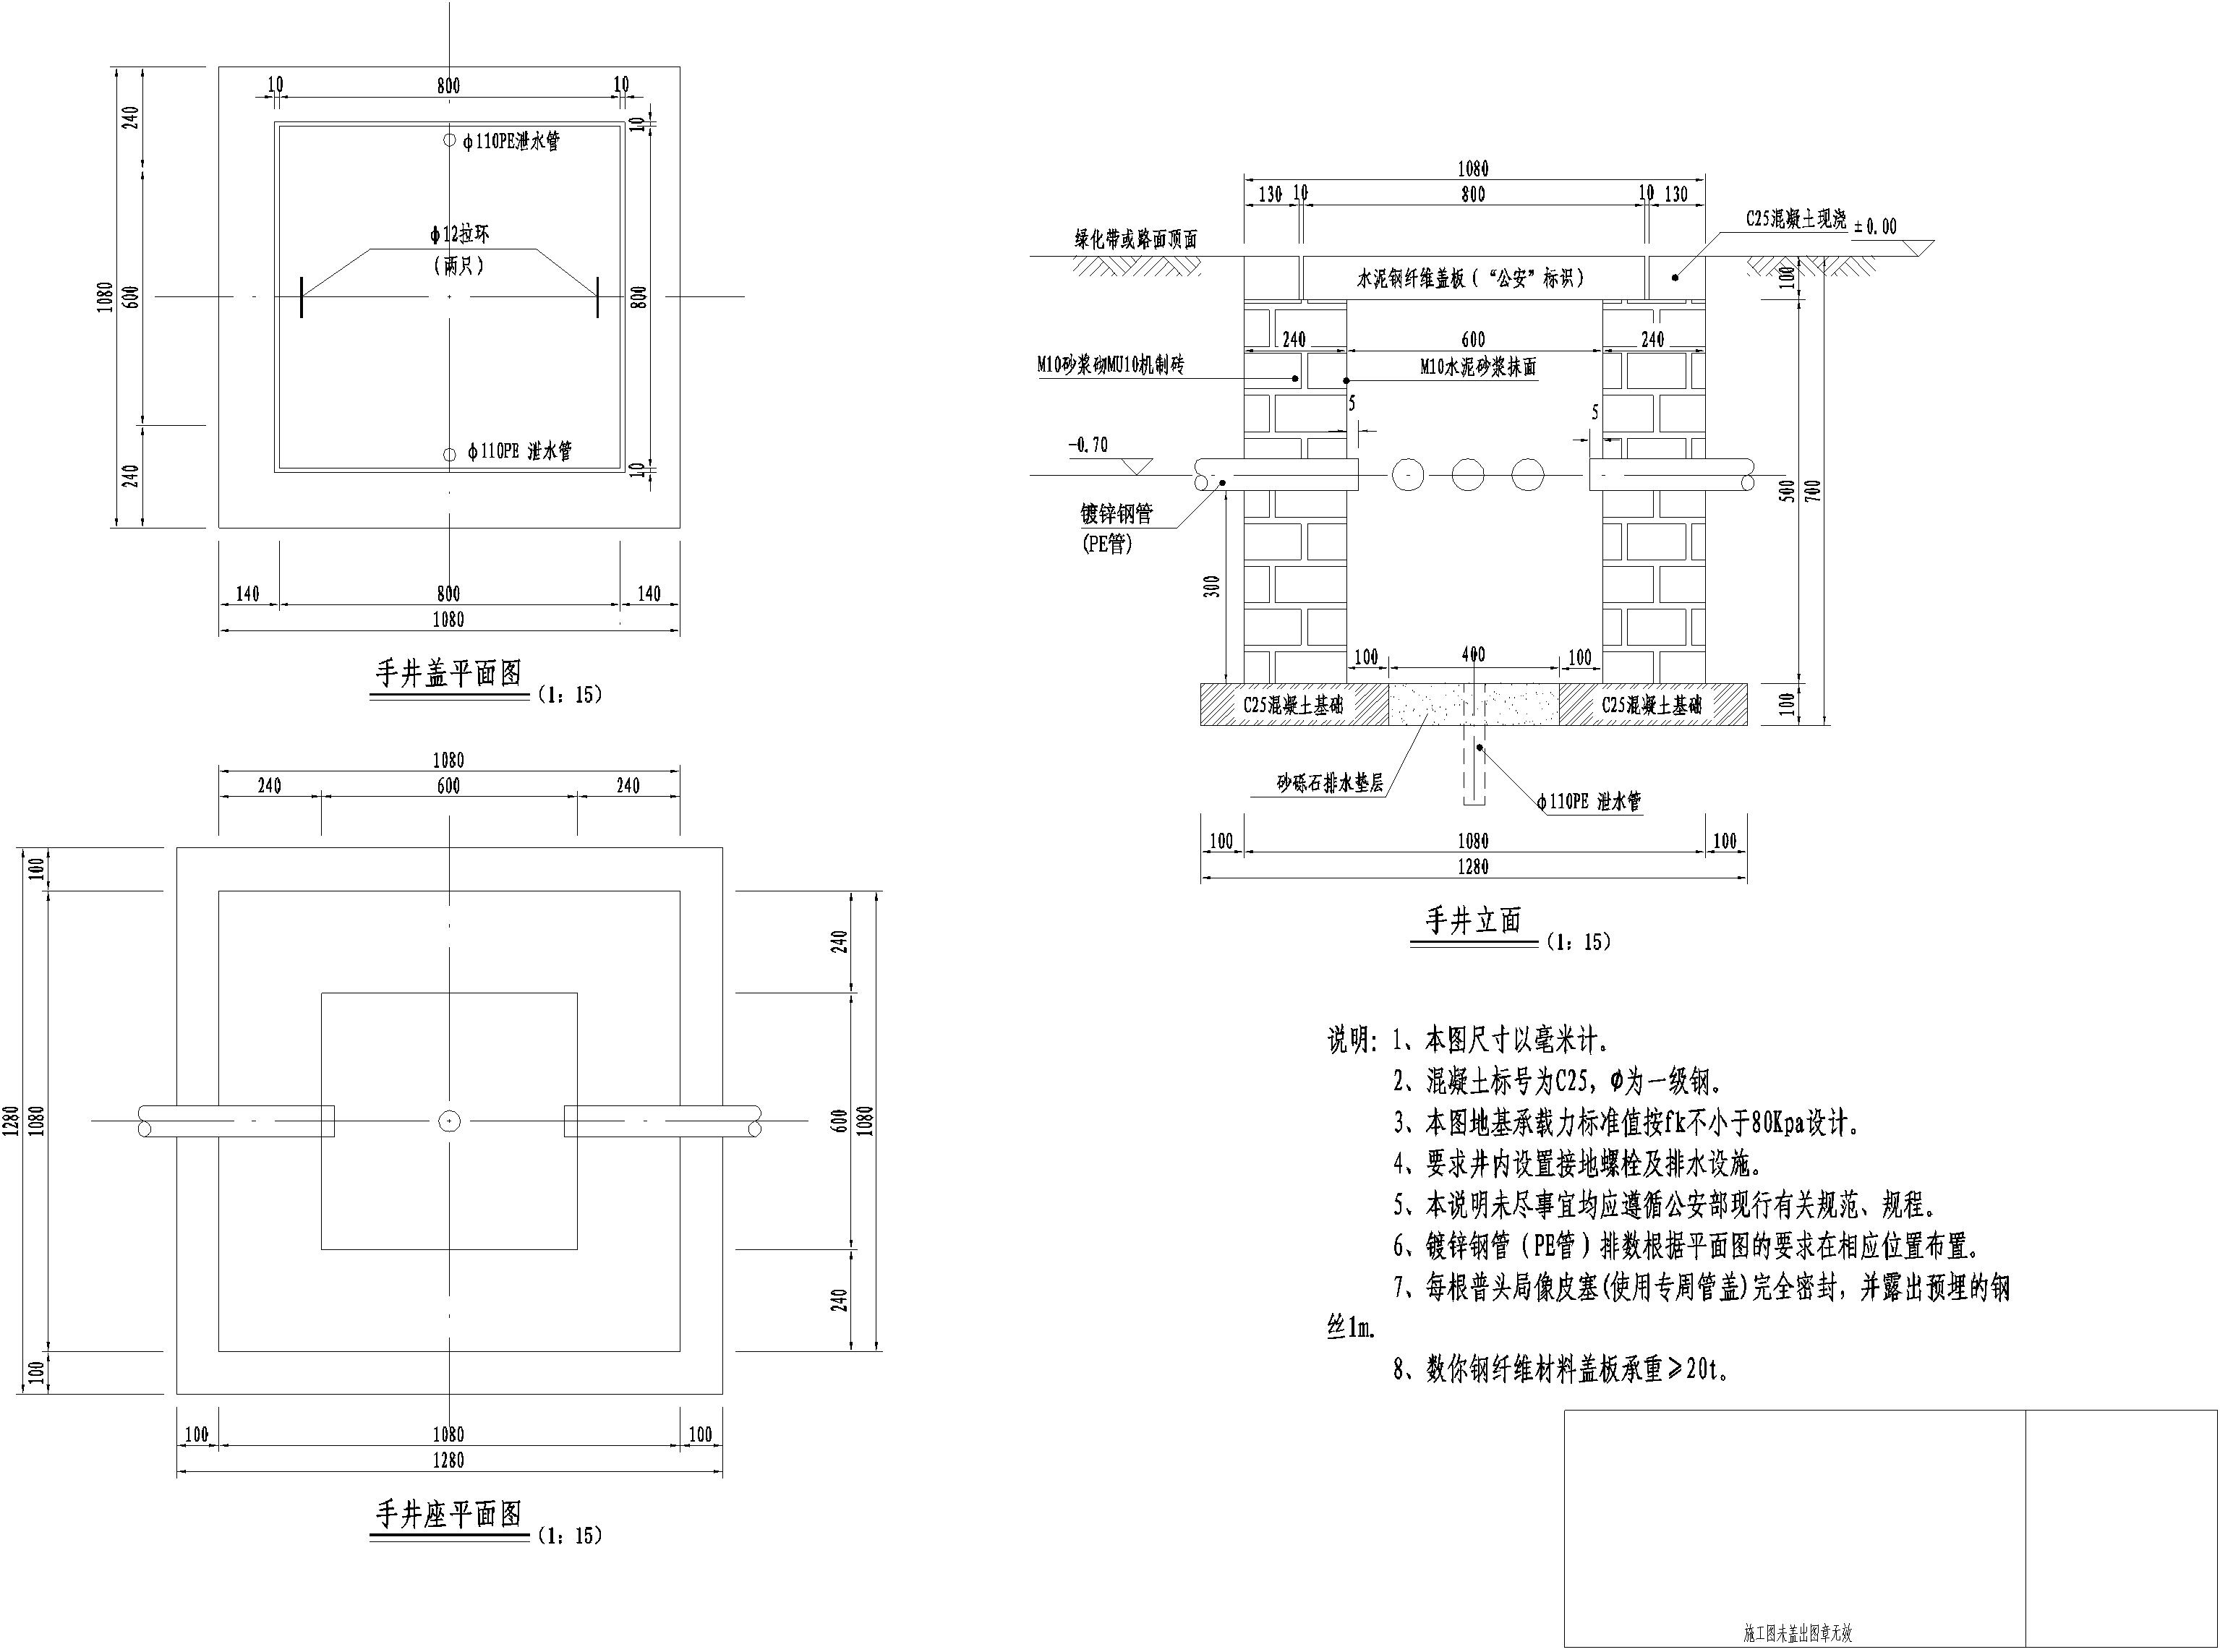 10
800
10
240
10
φ110PE泄水管
φ12拉环
(两只)
1080
600
800
φ110PE 泄水管
10
240
140
800
140
1080
手井盖平面图
(1: 15)
1080
240
600
240
100
240
1280
1080
600
1080
240
100
100
1080
100
1280
手井座平面图
(1: 15)
1080
130
10
800
10
130
C25混凝土现浇
±0.00
绿化带或路面顶面
水泥钢纤维盖板(“公安”标识)
100
240
600
240
M10砂浆砌MU10机制砖
M10水泥砂浆抹面
5
5
-0.70
500
700
镀锌钢管
(PE管)
300
100
400
100
C25混凝土基础
C25混凝土基础
100
砂砾石排水垫层
φ110PE 泄水管
100
1080
100
1280
手井立面
(1: 15)
说明: 1、本图尺寸以毫米计。
2、混凝土标号为C25, φ为一级钢。
3、本图地基承载力标准值按fk不小于80Kpa设计。
4、要求井内设置接地螺栓及排水设施。
5、本说明未尽事宜均应遵循公安部现行有关规范、规程。
6、镀锌钢管(PE管)排数根据平面图的要求在相应位置布置。
7、每根普头局像皮塞(使用专周管盖)完全密封, 并露出预埋的钢
丝1m.
8、数你钢纤维材料盖板承重≥20t。
施工图未盖出图章无效